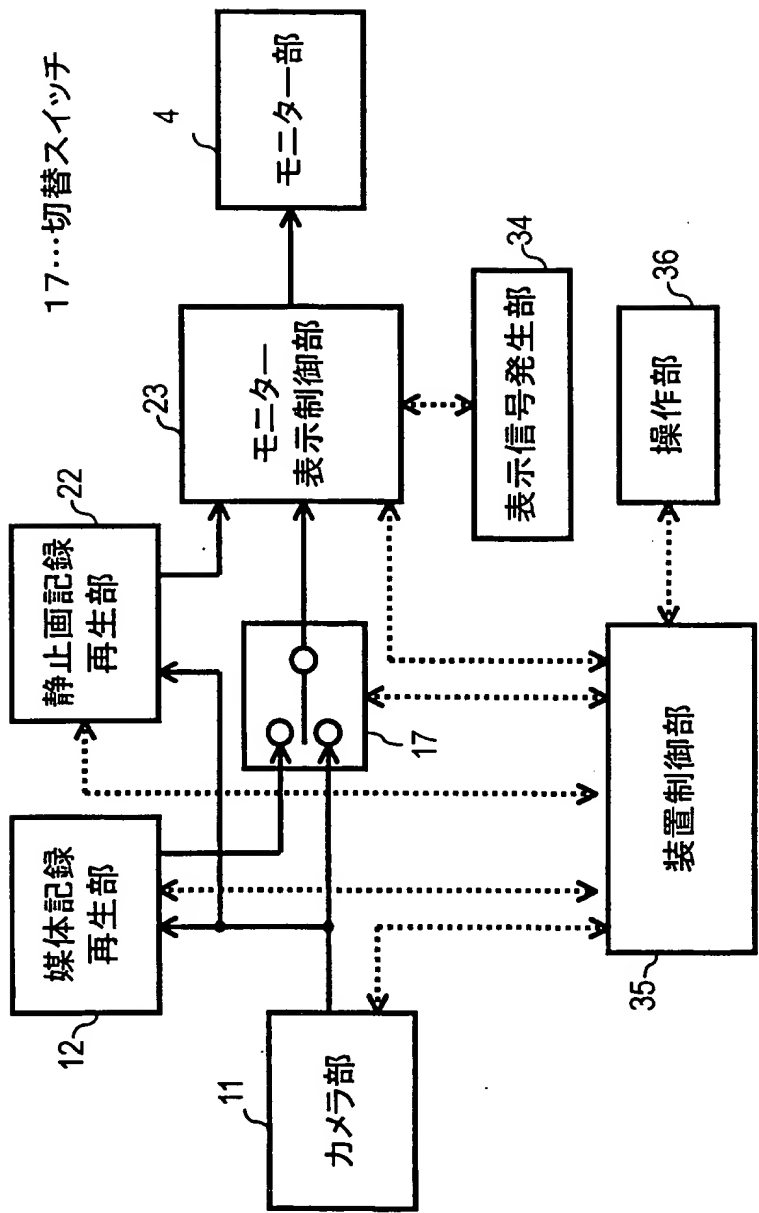 17…切替スイッチ
11
カメラ部
12
媒体記録
再生部
22
静止画記録
再生部
17
23
モニター
表示制御部
4
モニター部
34
表示信号発生部
35
装置制御部
36
操作部